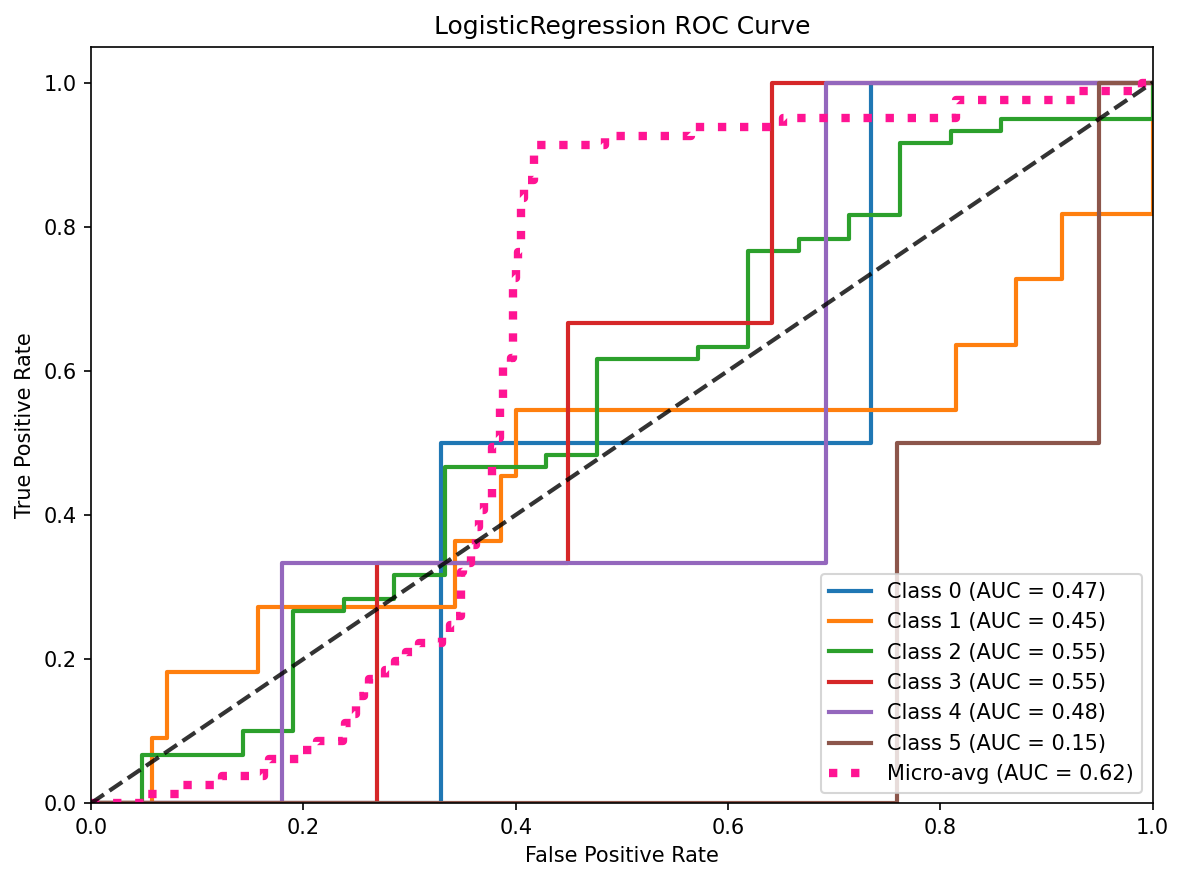 LogisticRegression ROC Curve
True Positive Rate
1.0
0.8
0.6
0.4
0.2
0.0
Class 0 (AUC = 0.47)
Class 1 (AUC = 0.45)
Class 2 (AUC = 0.55)
Class 3 (AUC = 0.55)
Class 4 (AUC = 0.48)
Class 5 (AUC = 0.15)
Micro-avg (AUC = 0.62)
0.0 0.2 0.4 0.6 0.8 1.0
False Positive Rate